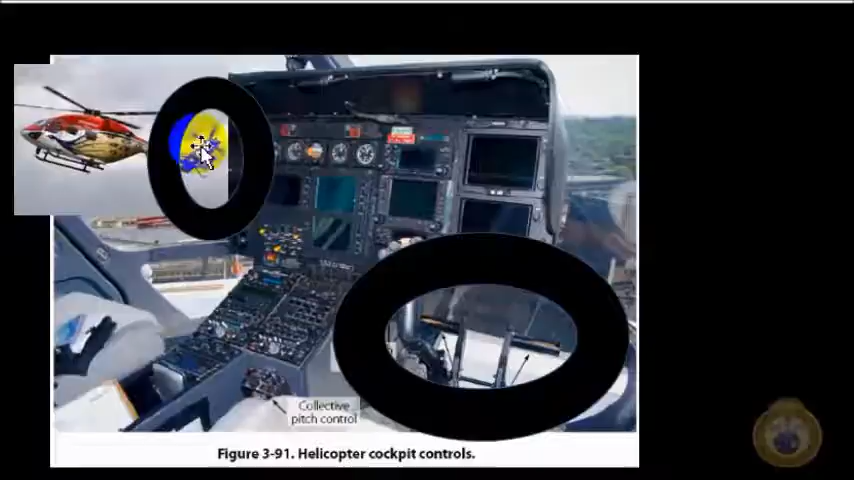 Collective
pitch control
Figure 3-91. Helicopter cockpit controls.